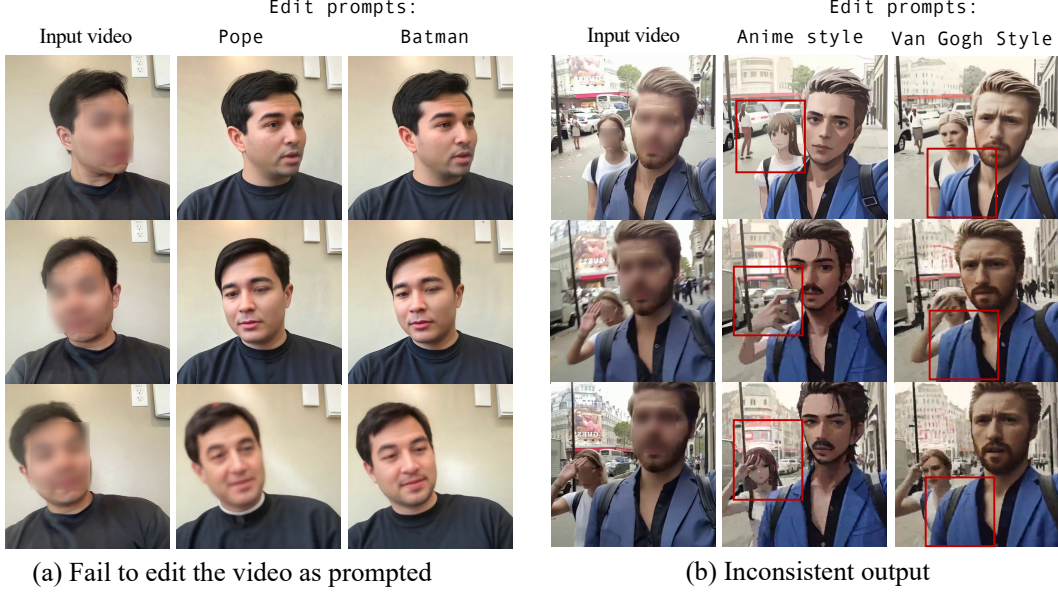 Edit prompts:
Input video
Pope
Batman
(a) Fail to edit the video as prompted
Edit prompts:
Input video
Anime style
Van Gogh Style
(b) Inconsistent output